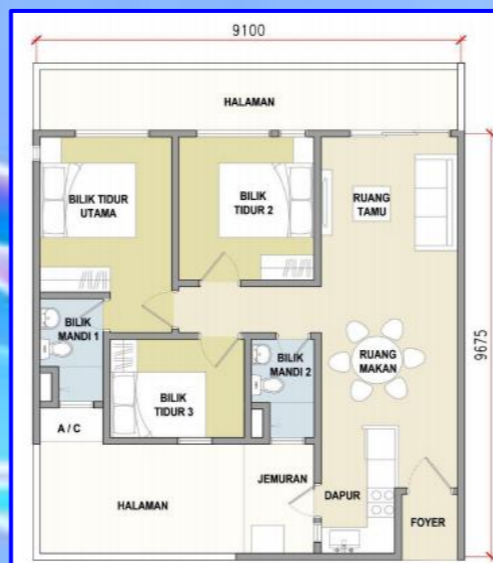 9100
HALAMAN
BILIK TIDUR
UTAMA
BILIK
TIDUR 2
RUANG
TAMU
9675
BILIK
MANDI 1
BILIK
MANDI 2
RUANG
MAKAN
BILIK
TIDUR 3
A / C
HALAMAN
JEMURAN
DAPUR
FOYER